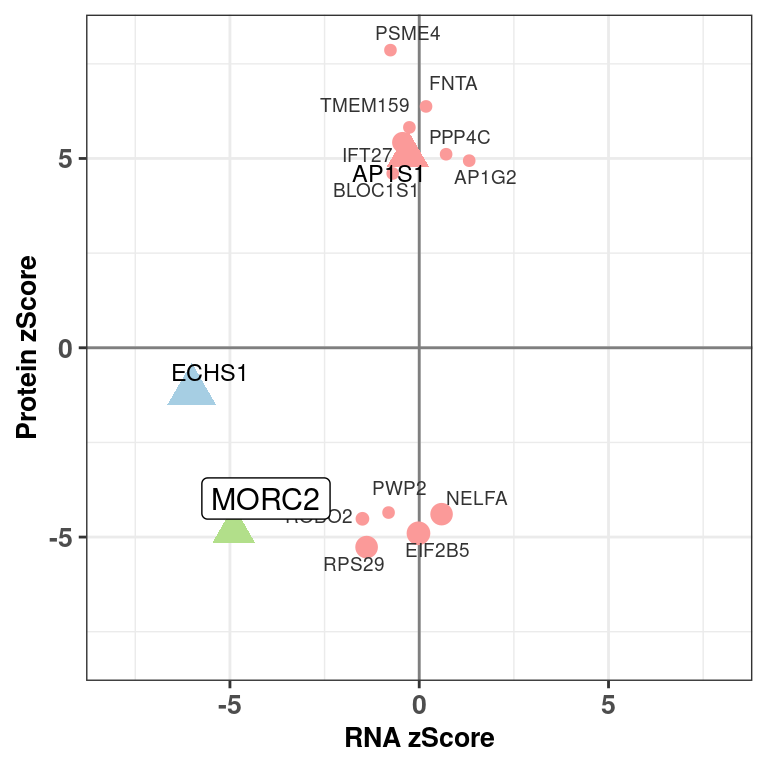 PSME4
FNTA
TMEM159
PPP4C
IFT27
AP1S1
AP1G2
BLOC1S1
ECHS1
MORC2
PWP2
NELFA
ROBO2
EIF2B5
RPS29
5
0
-5
-5
0
5
RNA zScore
Protein zScore